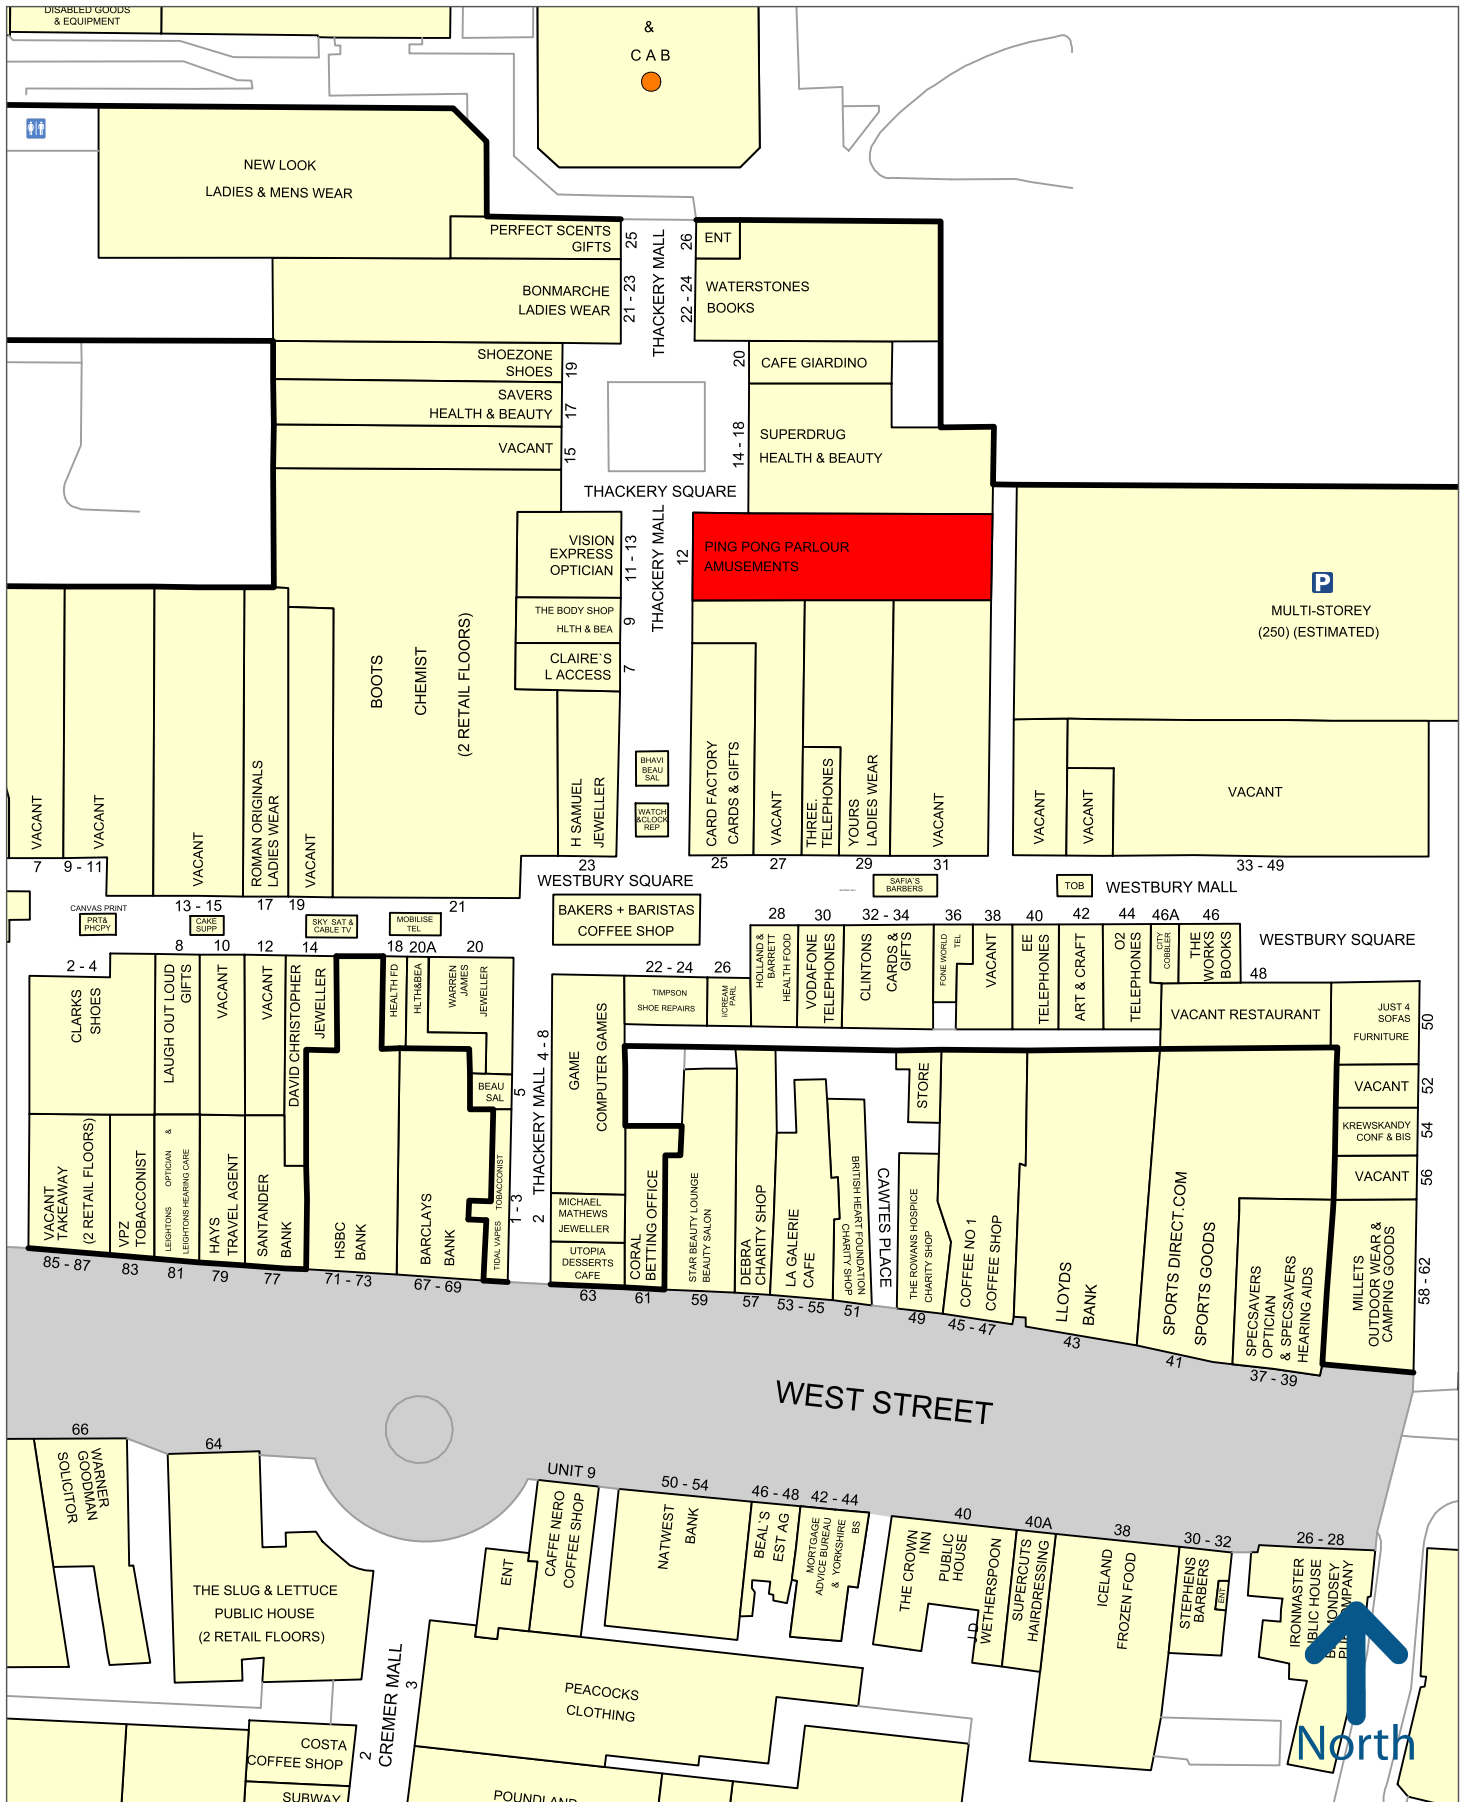 DISABLED GOODS
& EQUIPMENT
&
C A B
NEW LOOK
LADIES & MENS WEAR
PERFECT SCENTS
GIFTS
25
THACKERY MALL
26
ENT
BONMARCHE
LADIES WEAR
21 - 23
22 - 24
WATERSTONES
BOOKS
SHOEZONE
SHOES
19
20
CAFE GIARDINO
SAVERS
HEALTH & BEAUTY
17
VACANT
15
14 - 18
SUPERDRUG
HEALTH & BEAUTY
THACKERY SQUARE
VISION
EXPRESS
OPTICIAN
11 - 13
THACKERY MALL
12
PING PONG PARLOUR
AMUSEMENTS
P
MULTI-STOREY
(250) (ESTIMATED)
THE BODY SHOP
HLTH & BEA
9
CLAIRE`S
L ACCESS
7
BOOTS
CHEMIST
(2 RETAIL FLOORS)
BHAVI
BEAU
SAL
WATCH
&CLOCK
REP
VACANT
VACANT
VACANT
ROMAN ORIGINALS
LADIES WEAR
VACANT
H SAMUEL
JEWELLER
CARD FACTORY
CARDS & GIFTS
VACANT
THREE.
TELEPHONES
YOURS
LADIES WEAR
VACANT
VACANT
VACANT
VACANT
7
9 - 11
13 - 15
17
19
21
23
25
27
29
31
33 - 49
WESTBURY SQUARE
SAFIA`S
BARBERS
TOB
WESTBURY MALL
CANVAS PRINT
PRT&
PHCPY
CAKE
SUPP
SKY SAT &
CABLE TV
MOBILISE
TEL
BAKERS + BARISTAS
COFFEE SHOP
28
30
32 - 34
36
38
40
42
44
46A
46
WESTBURY SQUARE
2 - 4
8
10
12
14
18
20A
20
22 - 24
26
48
CLARKS
SHOES
LAUGH OUT LOUD
GIFTS
VACANT
VACANT
DAVID CHRISTOPHER
JEWELLER
HEALTH FD
HLTH&BEA
WARREN
JAMES
JEWELLER
GAME
COMPUTER GAMES
TIMPSON
SHOE REPAIRS
I/CREAM
PARL
HOLLAND &
BARRETT
HEALTH FOOD
VODAFONE
TELEPHONES
CLINTONS
CARDS &
GIFTS
FONE WORLD
TEL
VACANT
EE
TELEPHONES
ART & CRAFT
O2
TELEPHONES
CITY
COBBLER
THE
WORKS
BOOKS
VACANT RESTAURANT
JUST 4
SOFAS
FURNITURE
50
VACANT
52
KREWSKANDY
CONF & BIS
54
VACANT
56
BEAU
SAL
5
THACKERY MALL
4 - 8
1 - 3
2
VACANT
TAKEAWAY
(2 RETAIL FLOORS)
VPZ
TOBACCONIST
LEIGHTONS OPTICIAN &
LEIGHTONS HEARING CARE
HAYS
TRAVEL AGENT
SANTANDER
BANK
HSBC
BANK
BARCLAYS
BANK
TIDAL VAPES TOBACCONIST
MICHAEL
MATHEWS
JEWELLER
UTOPIA
DESSERTS
CAFE
CORAL
BETTING OFFICE
STAR BEAUTY LOUNGE
BEAUTY SALON
DEBRA
CHARITY SHOP
LA GALERIE
CAFE
BRITISH HEART FOUNDATION
CHARITY SHOP
CAWTES PLACE
STORE
THE ROWANS HOSPICE
CHARITY SHOP
COFFEE NO 1
COFFEE SHOP
LLOYDS
BANK
SPORTS DIRECT.COM
SPORTS GOODS
SPECSAVERS
OPTICIAN
& SPECSAVERS
HEARING AIDS
MILLETS
OUTDOOR WEAR &
CAMPING GOODS
58 - 62
85 - 87
83
81
79
77
71 - 73
67 - 69
63
61
59
57
53 - 55
51
49
45 - 47
43
41
37 - 39
WEST STREET
66
64
UNIT 9
50 - 54
46 - 48
42 - 44
40
40A
38
30 - 32
26 - 28
WARNER
GOODMAN
SOLICITOR
THE SLUG & LETTUCE
PUBLIC HOUSE
(2 RETAIL FLOORS)
ENT
CAFFE NERO
COFFEE SHOP
NATWEST
BANK
BEAL`S
EST AG
MORTGAGE
ADVICE BUREAU
& YORKSHIRE
BS
THE CROWN
INN
PUBLIC
HOUSE
J D
WETHERSPOON
SUPERCUTS
HAIRDRESSING
ICELAND
FROZEN FOOD
STEPHENS
BARBERS
ENT
IRONMASTER
HOUSE
CREMER MALL
3
2
PEACOCKS
CLOTHING
COSTA
COFFEE SHOP
SUBWAY
POUNDLAND
North